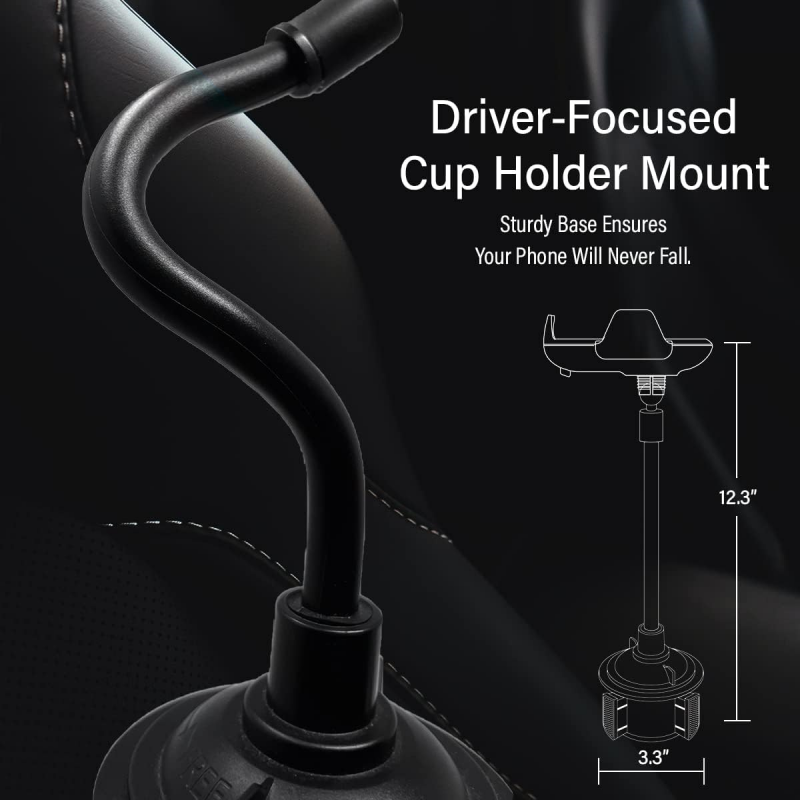 Driver-Focused
Cup Holder Mount
Sturdy Base Ensures
Your Phone Will Never Fall.
12.3"
3.3"